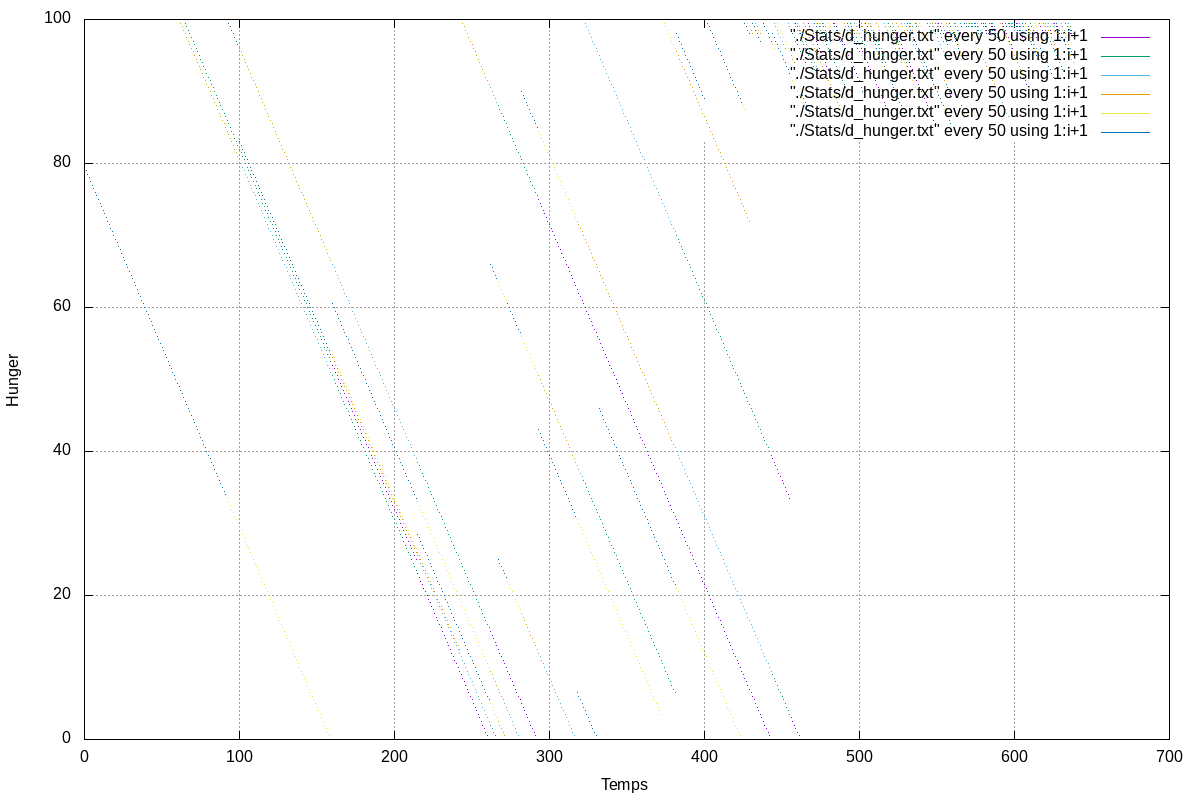 100
80
60
40
20
0
Hunger
"./Stats/d_hunger.txt" every 50 using 1:i+1
"./Stats/d_hunger.txt" every 50 using 1:i+1
"./Stats/d_hunger.txt" every 50 using 1:i+1
"./Stats/d_hunger.txt" every 50 using 1:i+1
"./Stats/d_hunger.txt" every 50 using 1:i+1
"./Stats/d_hunger.txt" every 50 using 1:i+1
0 100 200 300 400 500 600 700
Temps